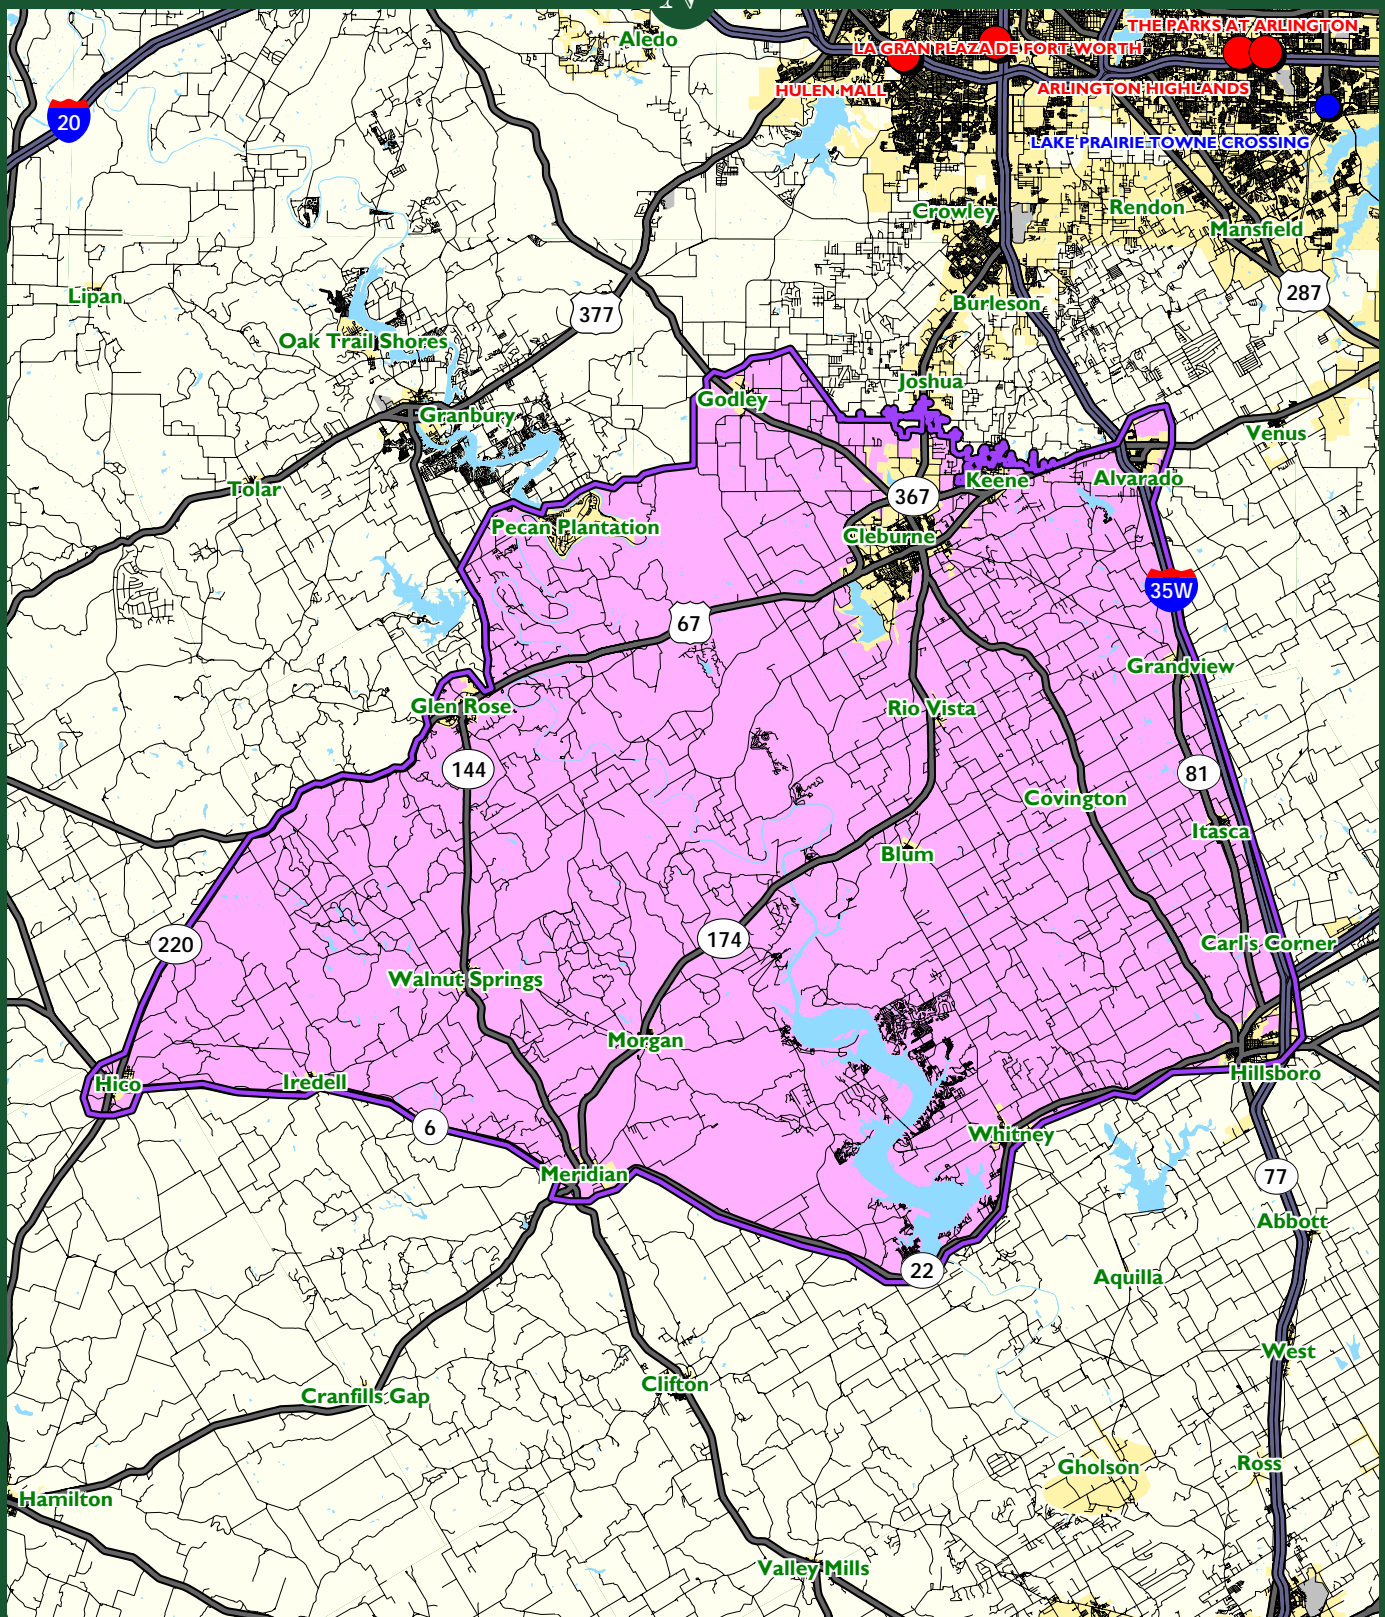 N
Aledo
THE PARKS AT ARLINGTON
LA GRAN PLAZA DE FORT WORTH
HULEN MALL
ARLINGTON HIGHLANDS
20
LAKE PRAIRIE TOWNE CROSSING
Crowley
Rendon
Mansfield
Lipan
287
Burleson
377
Oak Trail Shores
Joshua
Godley
Granbury
Venus
Keene
Alvarado
Tolar
367
Pecan Plantation
Cleburne
35W
67
Grandview
Glen Rose
Rio Vista
144
81
Covington
Itasca
Blum
220
174
Carl's Corner
Walnut Springs
Morgan
Hillsboro
Hico
Iredell
6
Whitney
Meridian
77
Abbott
22
Aquilla
West
Clifton
Cranfills Gap
Ross
Gholson
Hamilton
Valley Mills